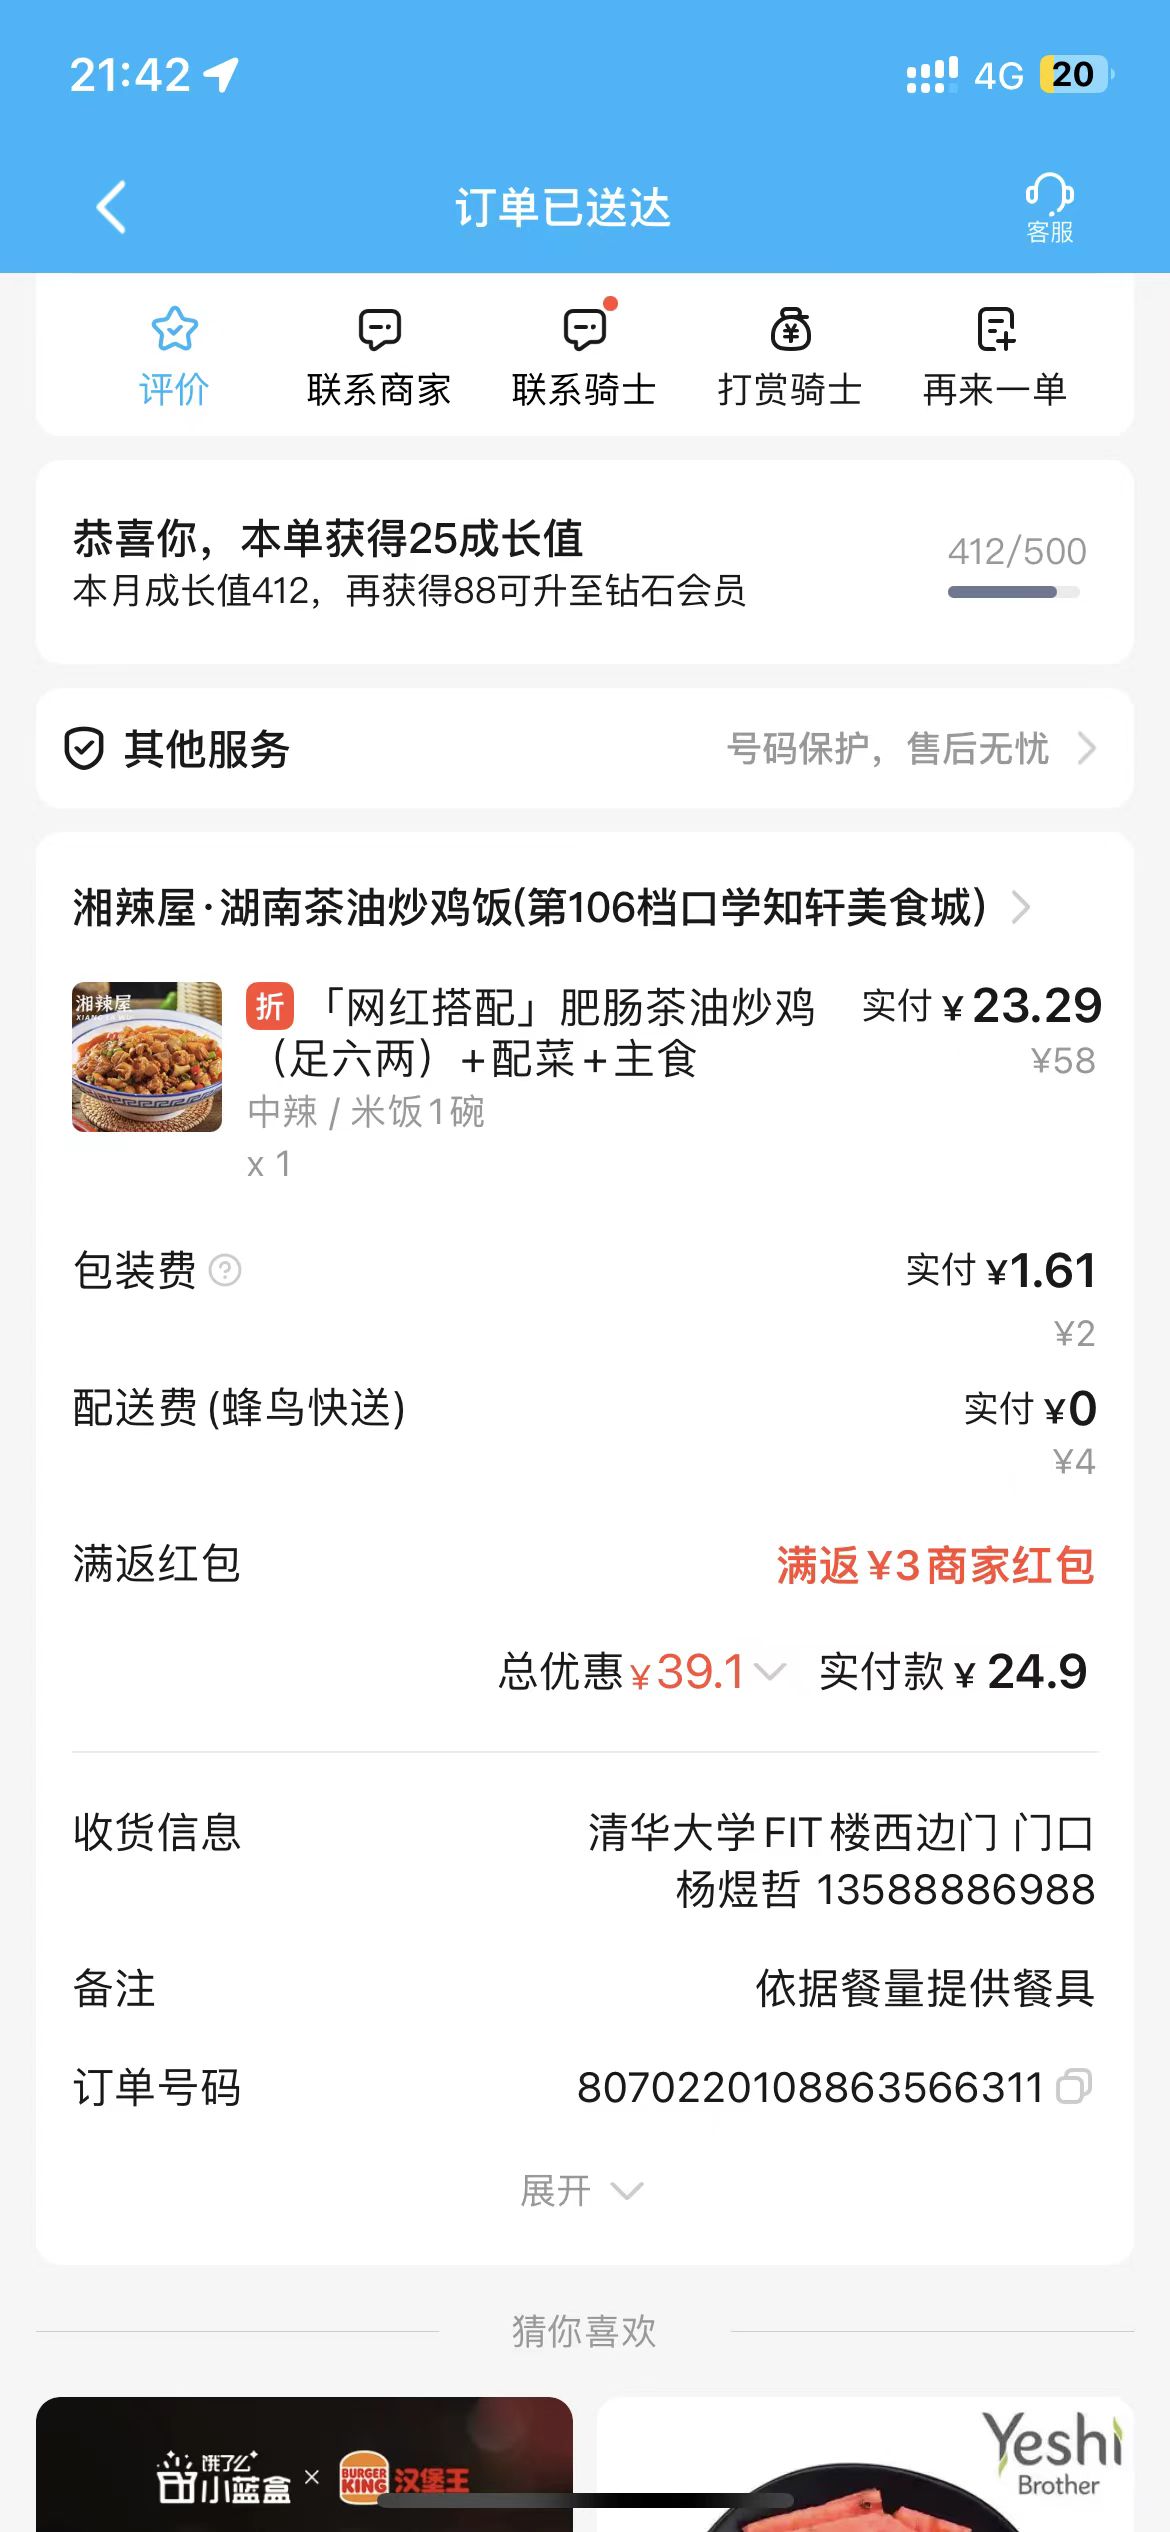 21:42
4G 20
订单已送达
客服
评价 联系商家 联系骑士 打赏骑士 再来一单
恭喜你，本单获得25成长值
412/500
本月成长值412，再获得88可升至钻石会员
其他服务 号码保护，售后无忧
湘辣屋·湖南茶油炒鸡饭(第106档口学知轩美食城)
湘辣屋
XIANG LA WU
折 「网红搭配」肥肠茶油炒鸡 实付 ¥ 23.29
（足六两）+配菜+主食 ¥58
中辣 / 米饭1碗
x 1
包装费 实付 ¥1.61
¥2
配送费 (蜂鸟快送) 实付 ¥0
¥4
满返红包 满返¥3商家红包
总优惠 ¥39.1 实付款 ¥ 24.9
收货信息 清华大学FIT楼西边门 门口
杨煜哲 13588886988
备注 依据餐量提供餐具
订单号码 8070220108863566311
展开
猜你喜欢
饿了么
小蓝盒 × BURGER KING 汉堡王
Yeshi
Brother